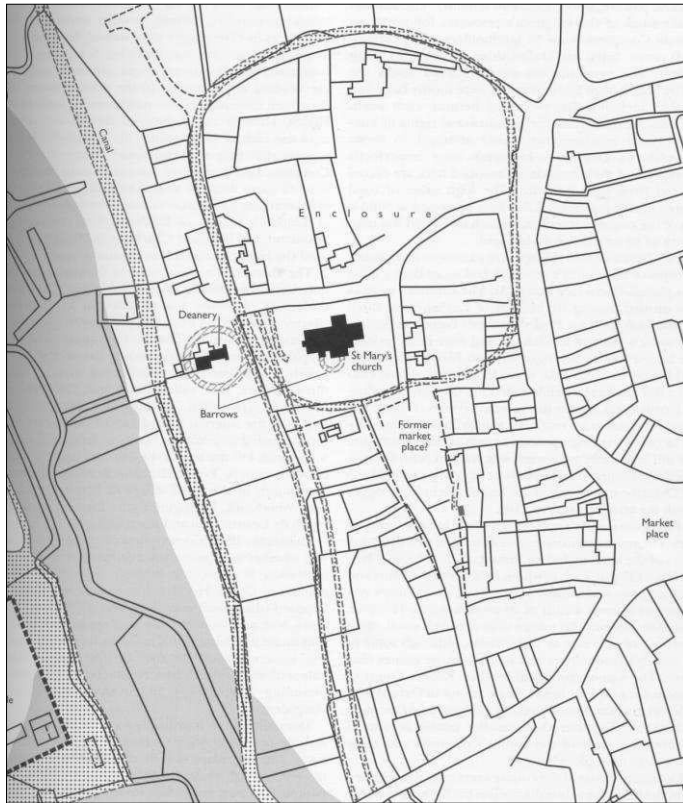 Canal
Enclosure
Deanery
St Mary's
church
Barrows
Former
market
place?
Market
place